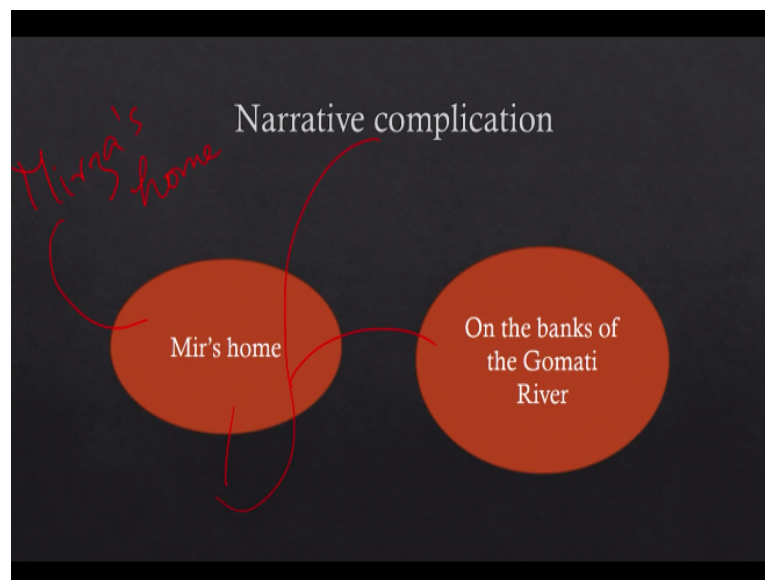 Narrative complication
Mirza's
home
Mir's home
On the banks of
the Gomati
River